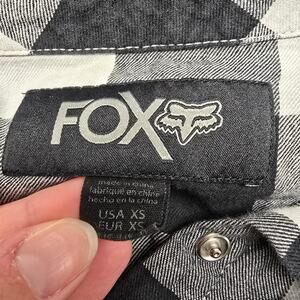 FOX
made in china
fabriqué en chine
hecho en la china
USA XS
EUR XS